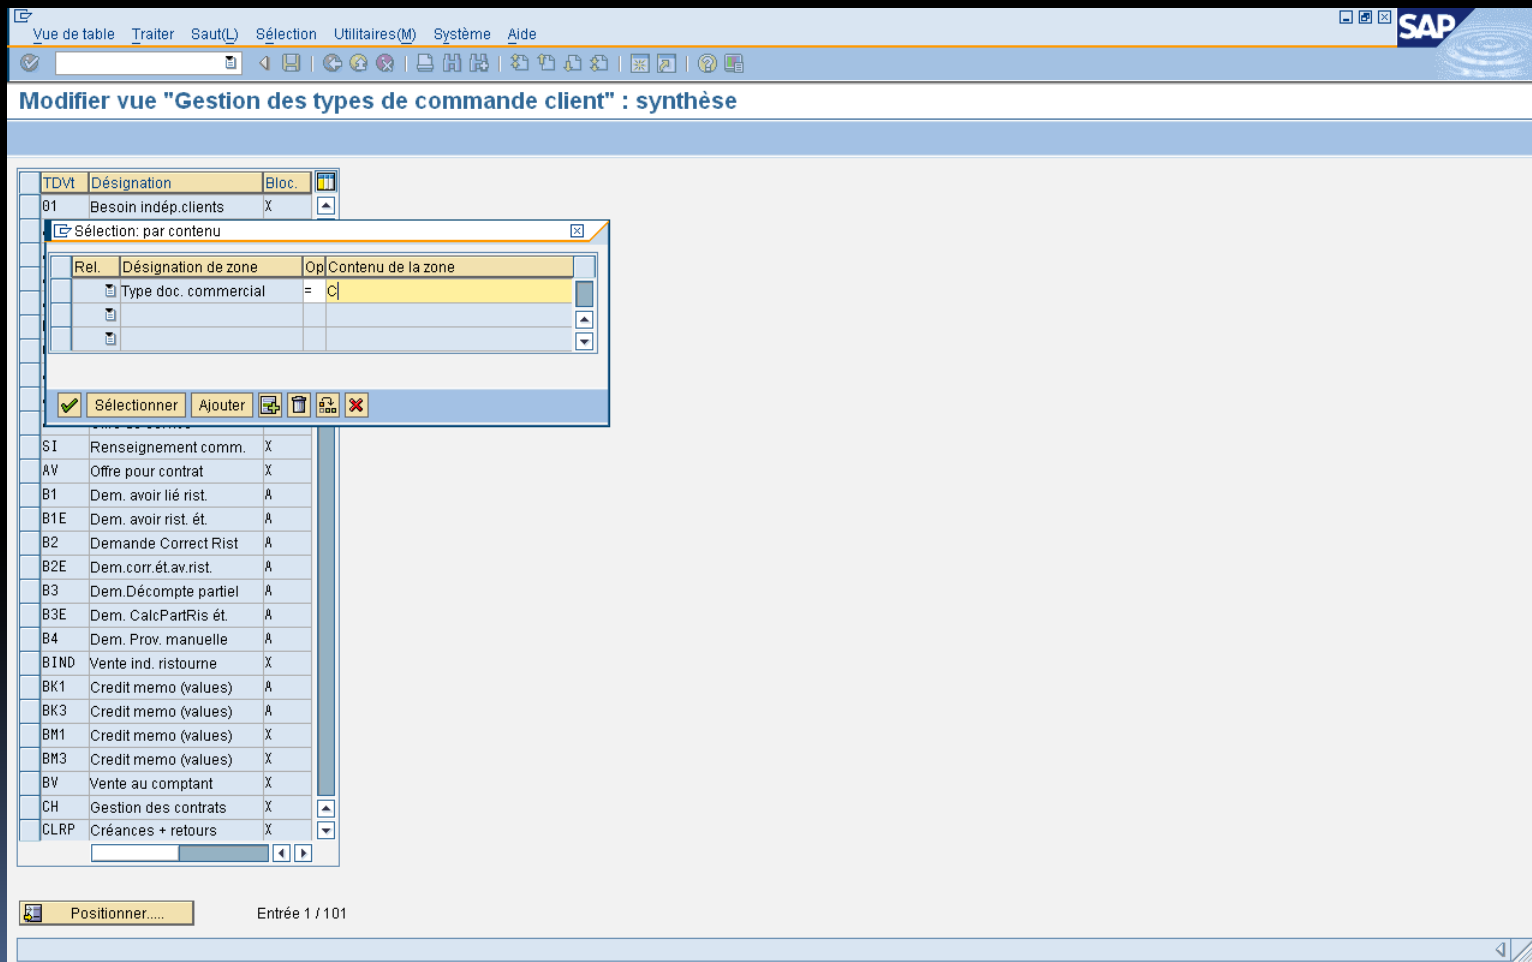 Vue de table Traiter Saut(L) Sélection Utilitaires(M) Système Aide
SAP
Modifier vue "Gestion des types de commande client" : synthèse
TDVt Désignation Bloc.
01 Besoin indép.clients X
Sélection: par contenu
Rel. Désignation de zone Op Contenu de la zone
Type doc. commercial = C
Sélectionner Ajouter
SI Renseignement comm. X
AV Offre pour contrat X
B1 Dem. avoir lié rist. A
B1E Dem. avoir rist. ét. A
B2 Demande Correct Rist A
B2E Dem.corr.ét.av.rist. A
B3 Dem.Décompte partiel A
B3E Dem. CalcPartRis ét. A
B4 Dem. Prov. manuelle A
BIND Vente ind. ristourne X
BK1 Credit memo (values) A
BK3 Credit memo (values) A
BM1 Credit memo (values) X
BM3 Credit memo (values) X
BV Vente au comptant X
CH Gestion des contrats X
CLRP Créances + retours X
Positionner..... Entrée 1 / 101